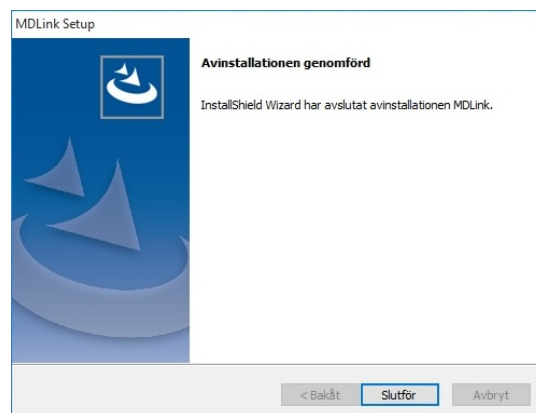 MDLink Setup
Avinstallationen genomförd
InstallShield Wizard har avslutat avinstallationen MDLink.
< Bakåt Slutför Avbryt